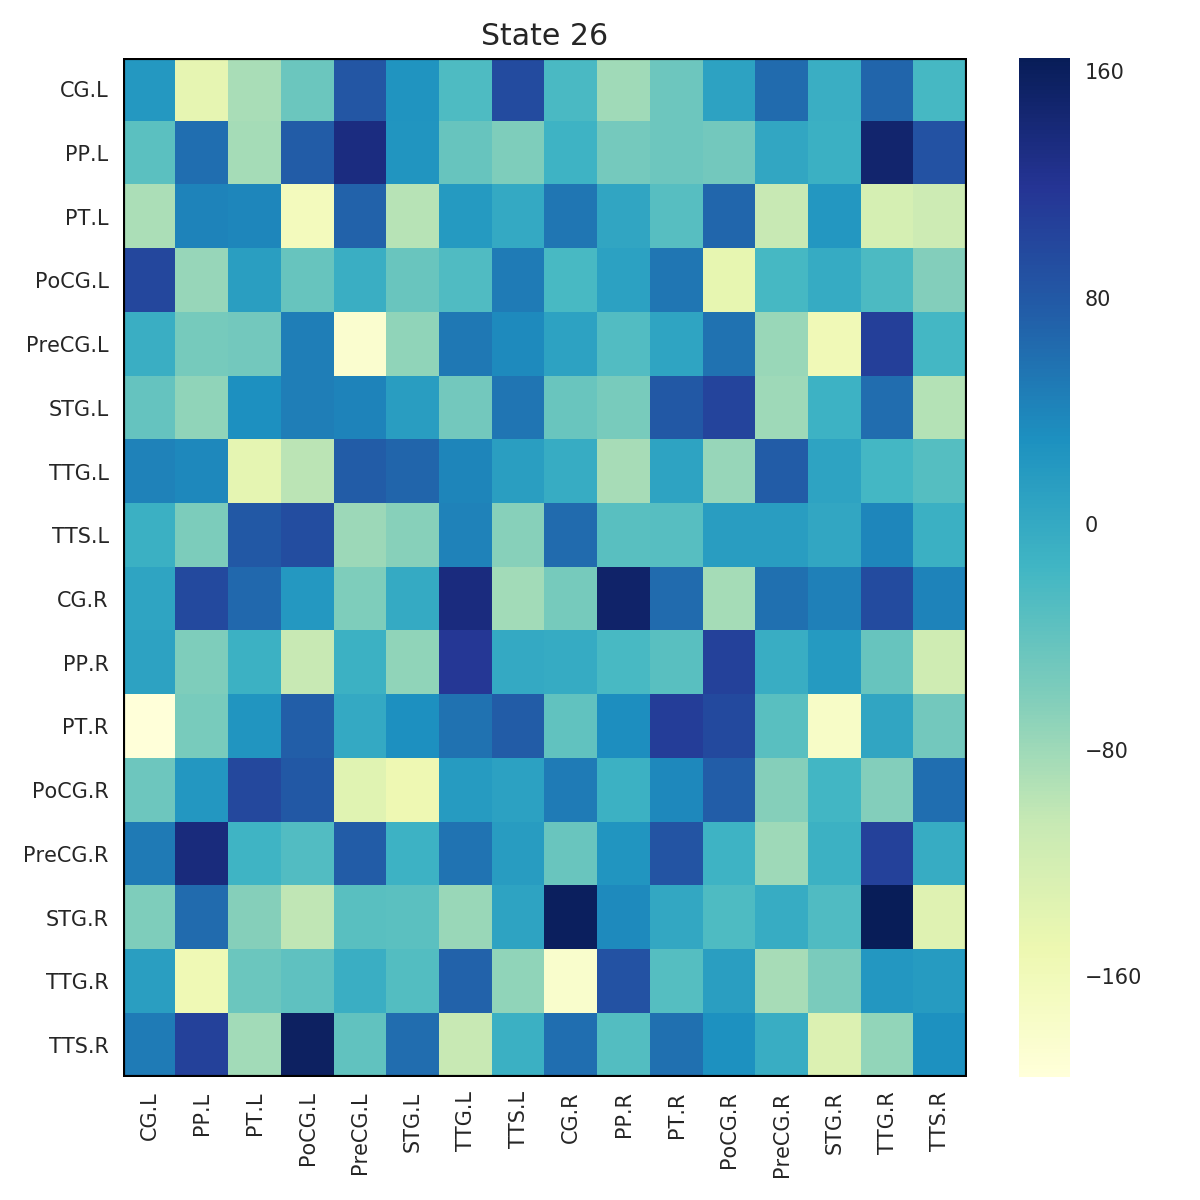 State 26
CG.L
PP.L
PT.L
PoCG.L
PreCG.L
STG.L
TTG.L
TTS.L
CG.R
PP.R
PT.R
PoCG.R
PreCG.R
STG.R
TTG.R
TTS.R
CG.L
PP.L
PT.L
PoCG.L
PreCG.L
STG.L
TTG.L
TTS.L
CG.R
PP.R
PT.R
PoCG.R
PreCG.R
STG.R
TTG.R
TTS.R
160
80
0
−80
−160